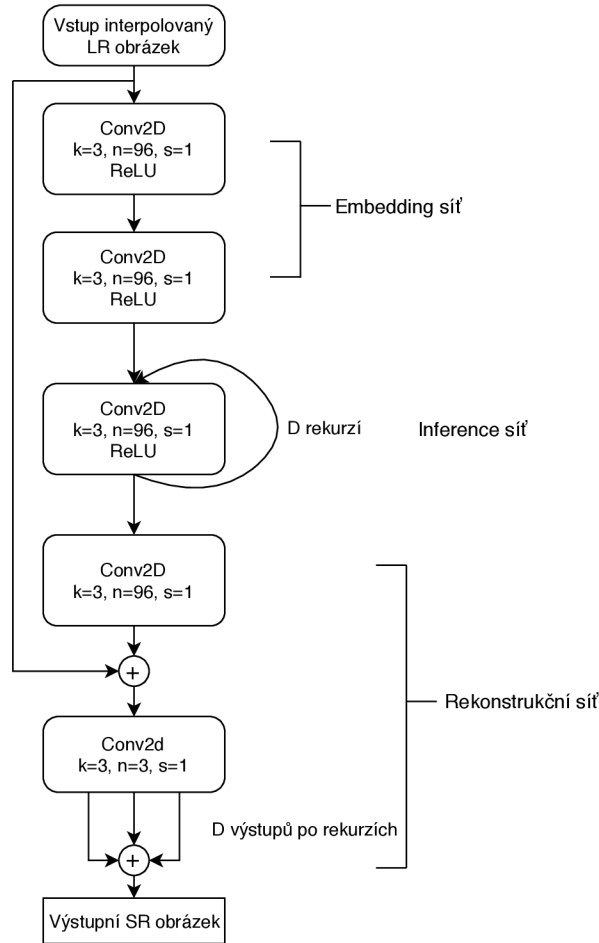 Vstup interpolovaný
LR obrázek
Conv2D
k=3, n=96, s=1
ReLU
Embedding síť
Conv2D
k=3, n=96, s=1
ReLU
Conv2D
k=3, n=96, s=1
ReLU
D rekurzí
Inference síť
Conv2D
k=3, n=96, s=1
+
Rekonstrukční síť
Conv2d
k=3, n=3, s=1
D výstupů po rekurzích
+
Výstupní SR obrázek